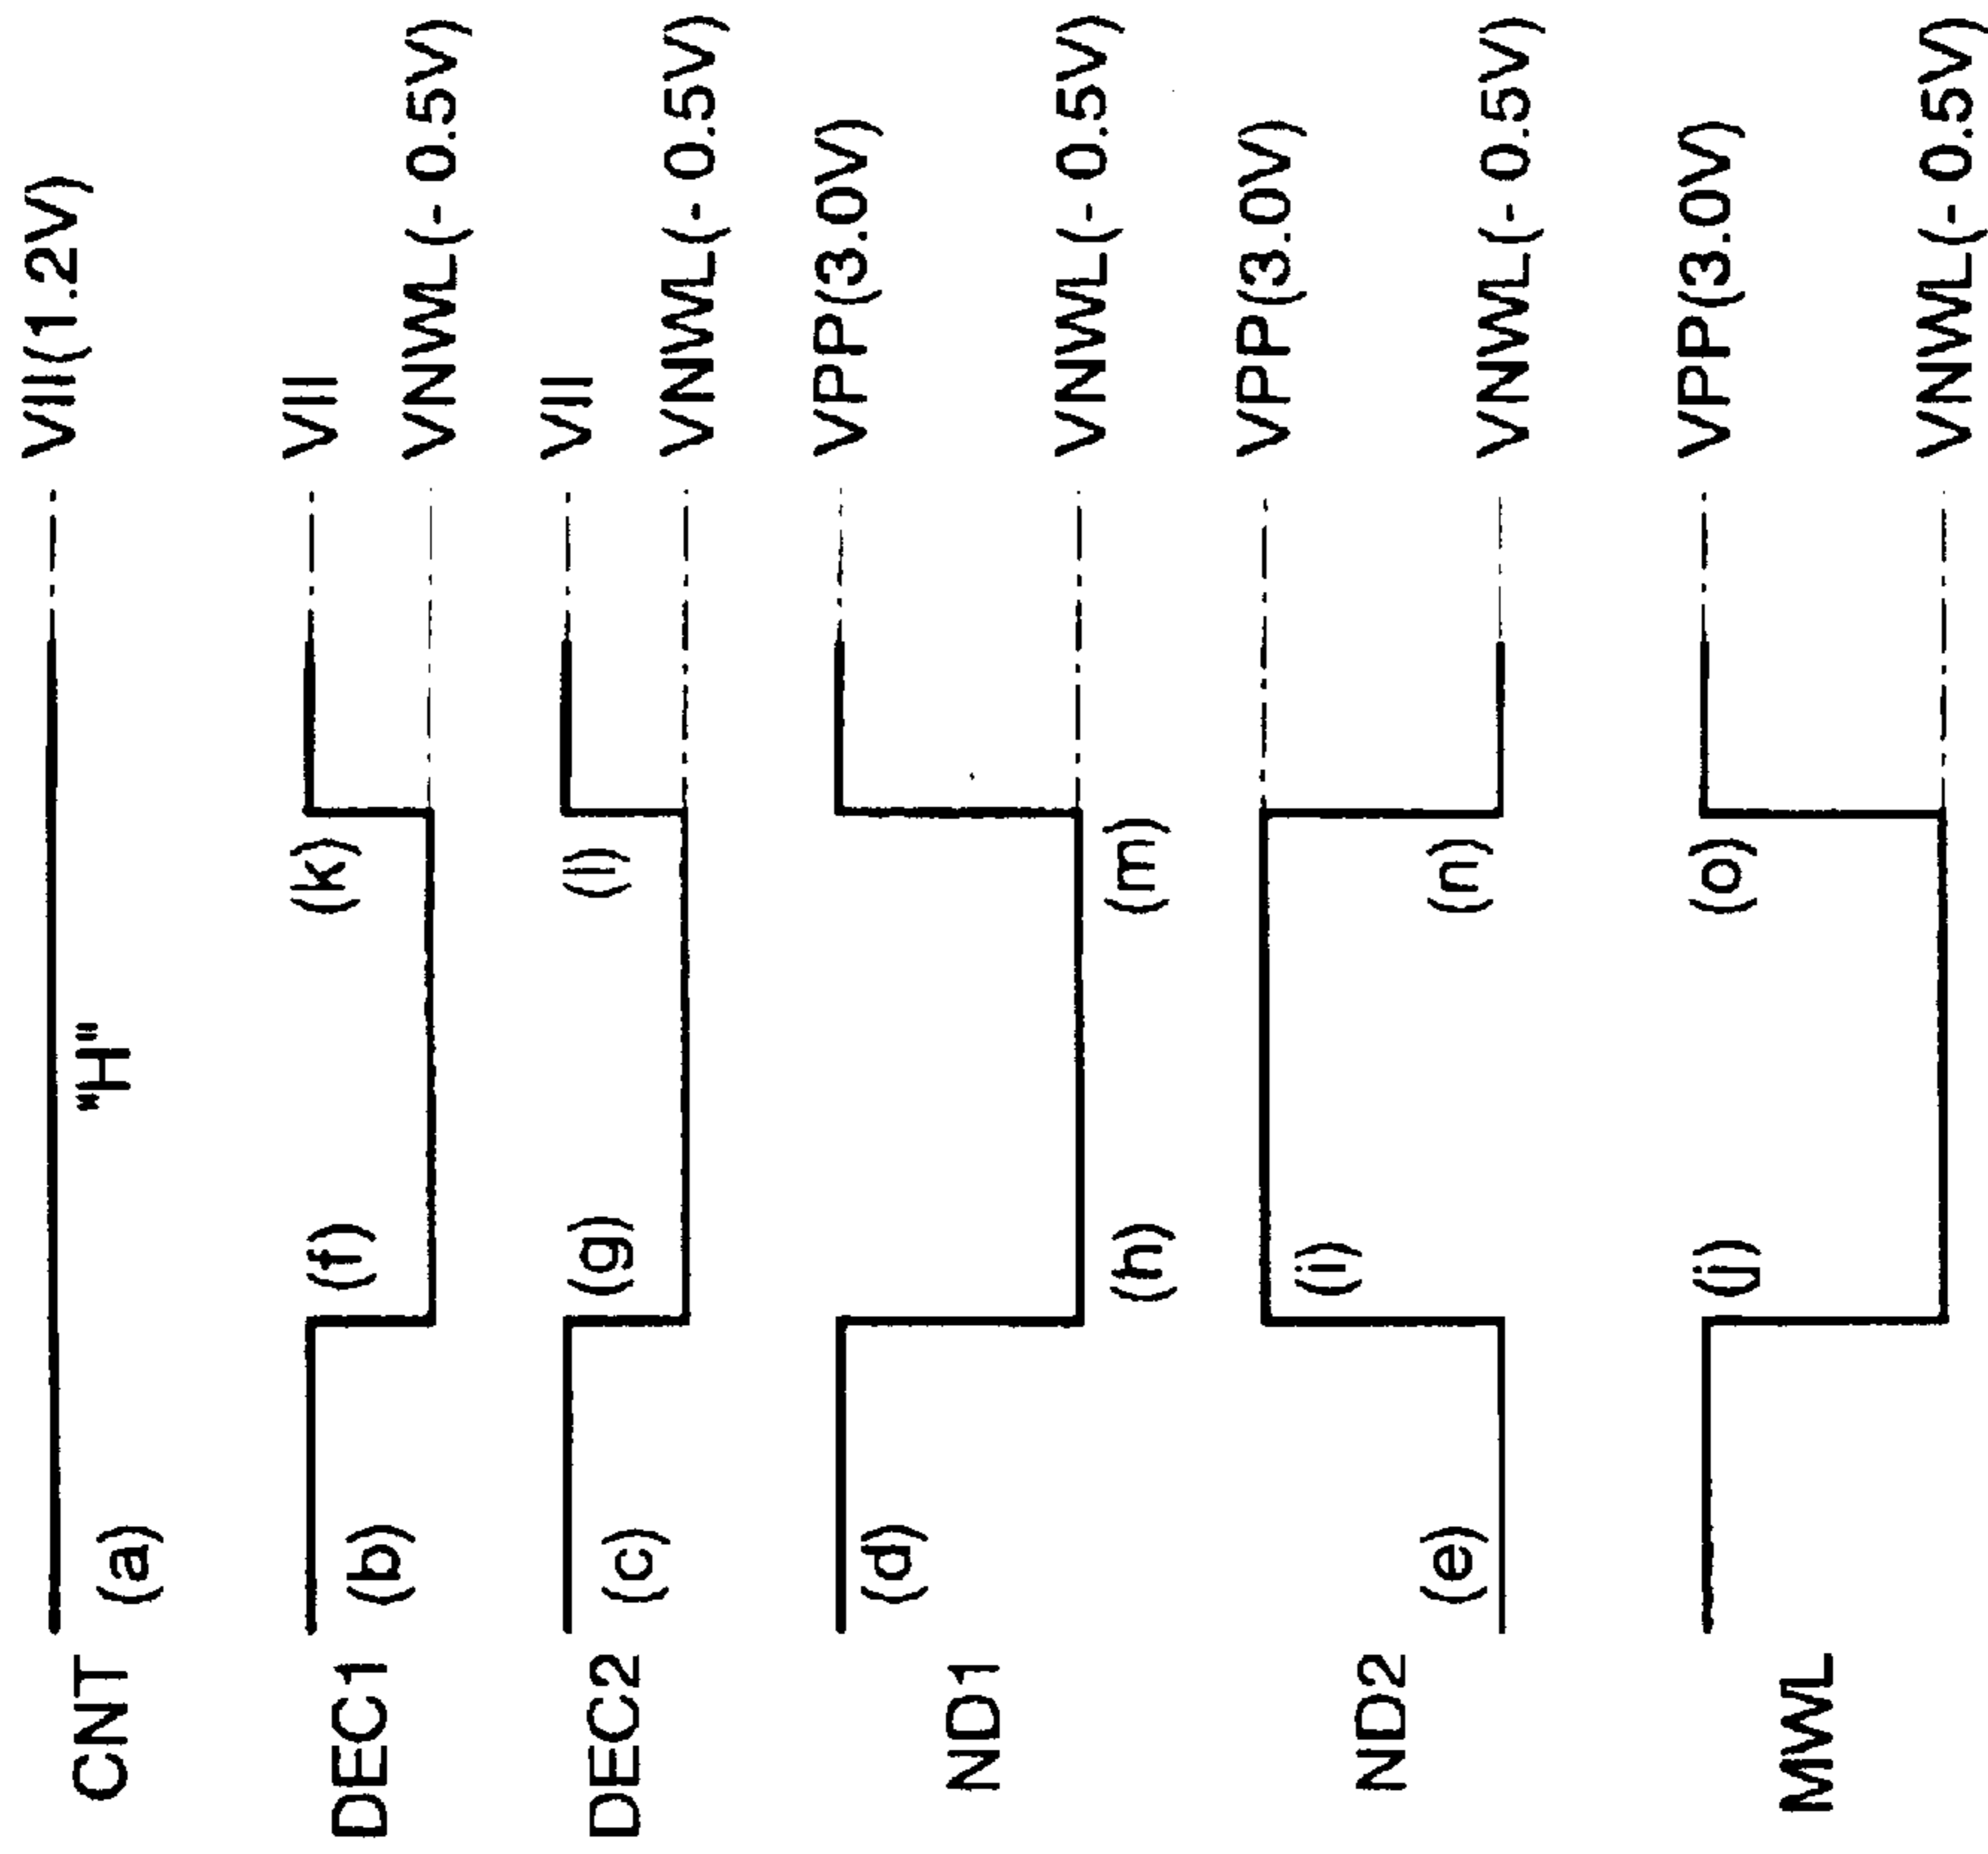 CNT
(a)
"H"
VII(1.2V)
DEC1
(b)
(f)
(k)
VII
VNWL(- 0.5V)
DEC2
(c)
(g)
(l)
VII
VNWL(- 0.5V)
ND1
(d)
(h)
(m)
VPP(3.0V)
VNWL(- 0.5V)
ND2
(e)
(i)
(n)
VPP(3.0V)
VNWL(- 0.5V)
MWL
(j)
(o)
VPP(3.0V)
VNWL(- 0.5V)